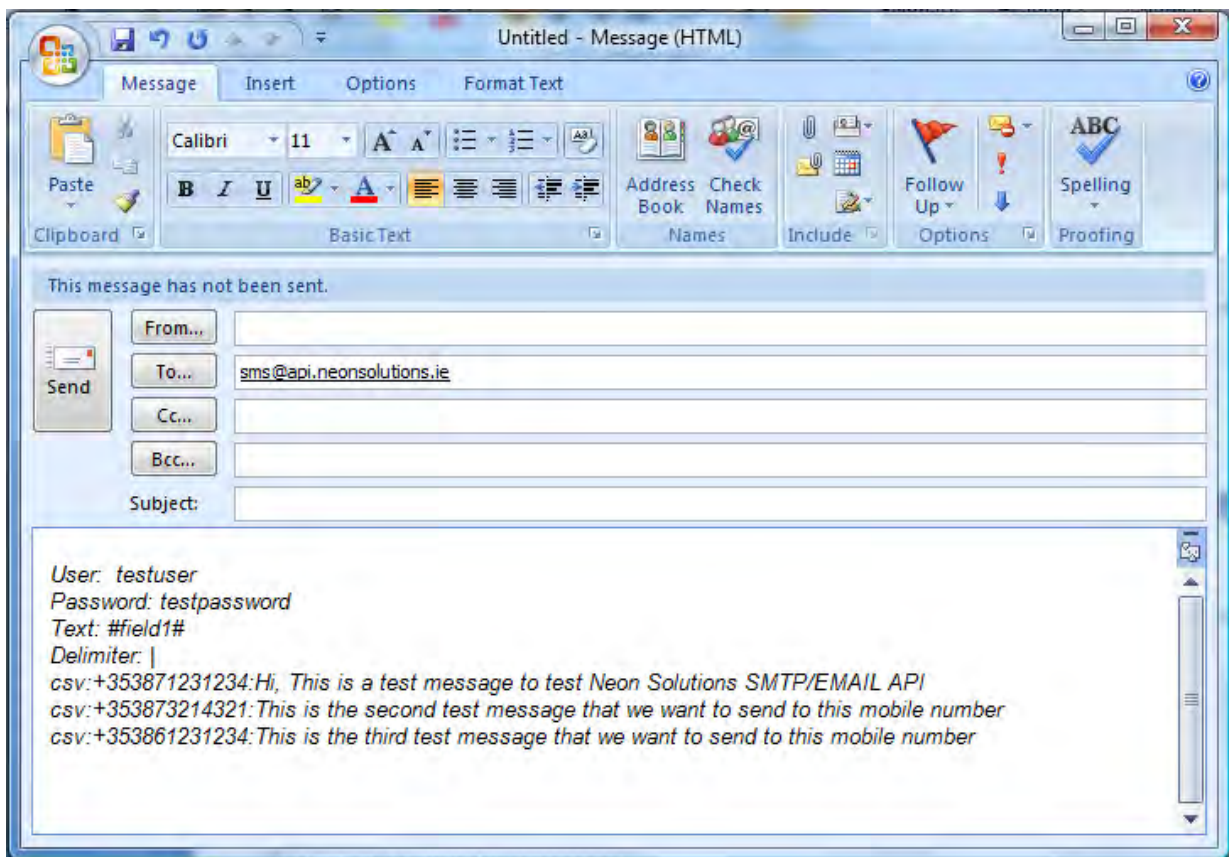 Untitled - Message (HTML)
Message Insert Options Format Text
Calibri 11 A A Aa
Paste
B I U ab A
Address Book
Check Names
Follow Up
ABC
Spelling
Clipboard Basic Text Names Include Options Proofing
This message has not been sent.
Send
From...
To... sms@api.neonsolutions.ie
Cc...
Bcc...
Subject:
User: testuser
Password: testpassword
Text: #field1#
Delimiter: |
csv:+353871231234:Hi, This is a test message to test Neon Solutions SMTP/EMAIL API
csv:+353873214321:This is the second test message that we want to send to this mobile number
csv:+353861231234:This is the third test message that we want to send to this mobile number